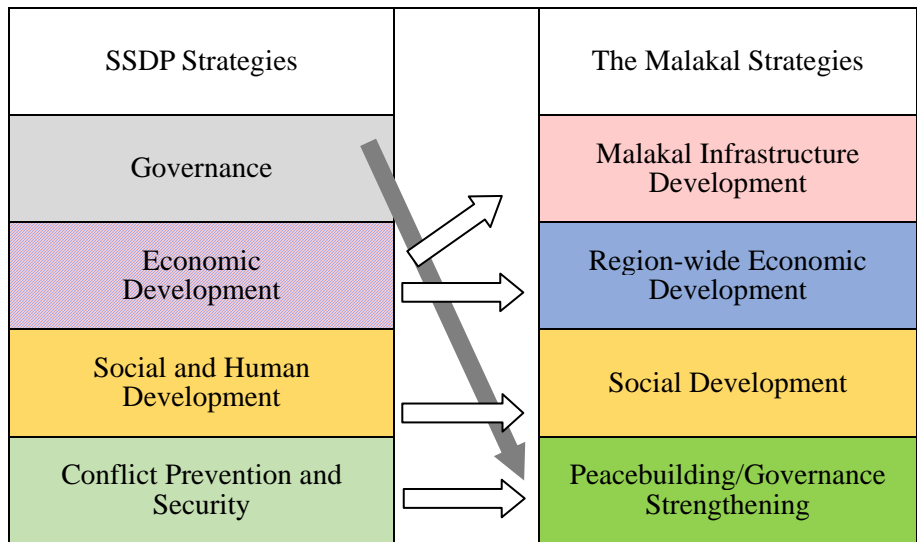 SSDP Strategies
The Malakal Strategies
Governance
Malakal Infrastructure
Development
Economic
Development
Region-wide Economic
Development
Social and Human
Development
Social Development
Conflict Prevention and
Security
Peacebuilding/Governance
Strengthening